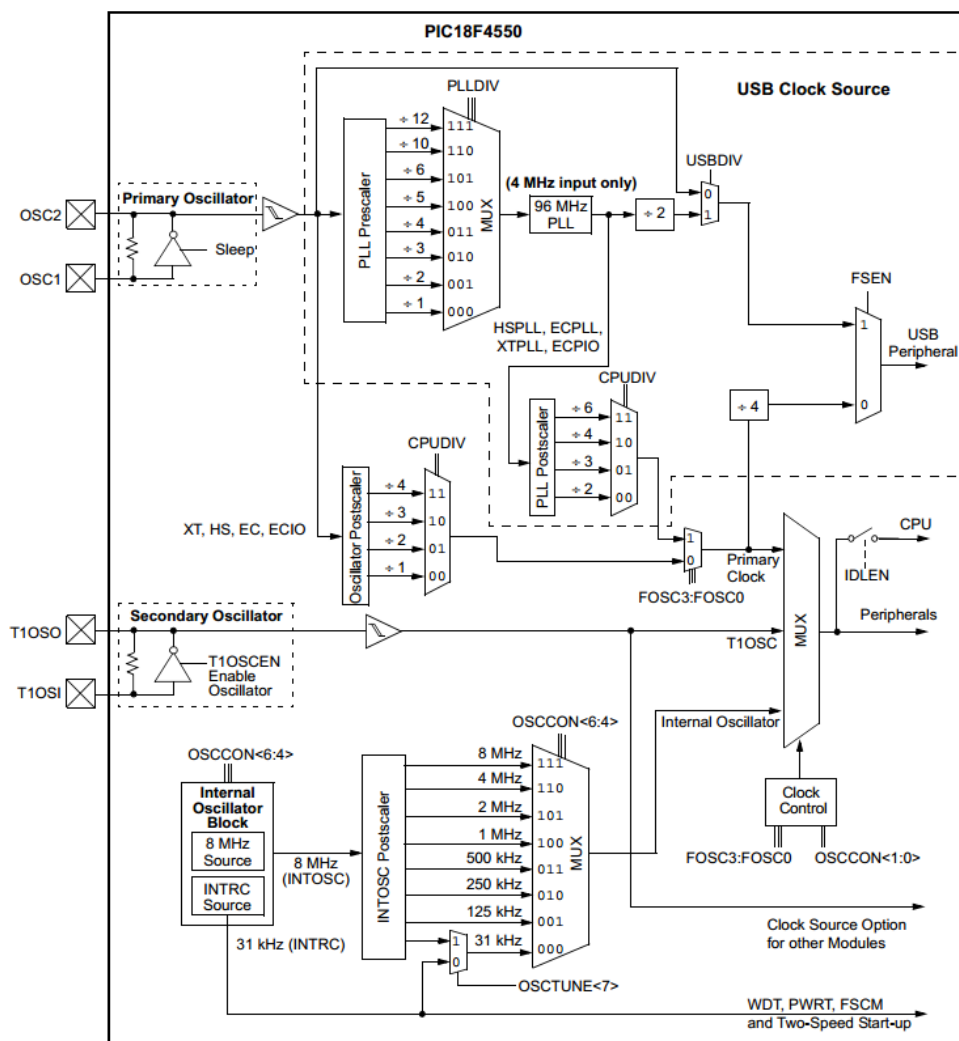 PIC18F4550
USB Clock Source
PLLDIV
÷ 12
111
÷ 10
110
÷ 6
101
÷ 5
100
÷ 4
011
÷ 3
010
÷ 2
001
÷ 1
000
PLL Prescaler
MUX
(4 MHz input only)
96 MHz
PLL
÷ 2
USBDIV
0
1
OSC2
OSC1
Primary Oscillator
Sleep
HSPLL, ECPLL,
XTPLL, ECPIO
FSEN
1
0
USB
Peripheral
÷ 4
CPUDIV
PLL Postscaler
÷ 6
11
÷ 4
10
÷ 3
01
÷ 2
00
CPUDIV
Oscillator Postscaler
÷ 4
11
÷ 3
10
÷ 2
01
÷ 1
00
XT, HS, EC, ECIO
1
0
FOSC3:FOSC0
Primary
Clock
MUX
CPU
IDLEN
Peripherals
T1OSO
T1OSI
Secondary Oscillator
T1OSCEN
Enable
Oscillator
T1OSC
Internal Oscillator
OSCCON<6:4>
Internal
Oscillator
Block
8 MHz
Source
INTRC
Source
8 MHz
(INTOSC)
31 kHz (INTRC)
INTOSC Postscaler
OSCCON<6:4>
8 MHz
111
4 MHz
110
2 MHz
101
1 MHz
100
500 kHz
011
250 kHz
010
125 kHz
001
1
0
31 kHz
000
MUX
OSCTUNE<7>
Clock
Control
FOSC3:FOSC0
OSCCON<1:0>
Clock Source Option
for other Modules
WDT, PWRT, FSCM
and Two-Speed Start-up